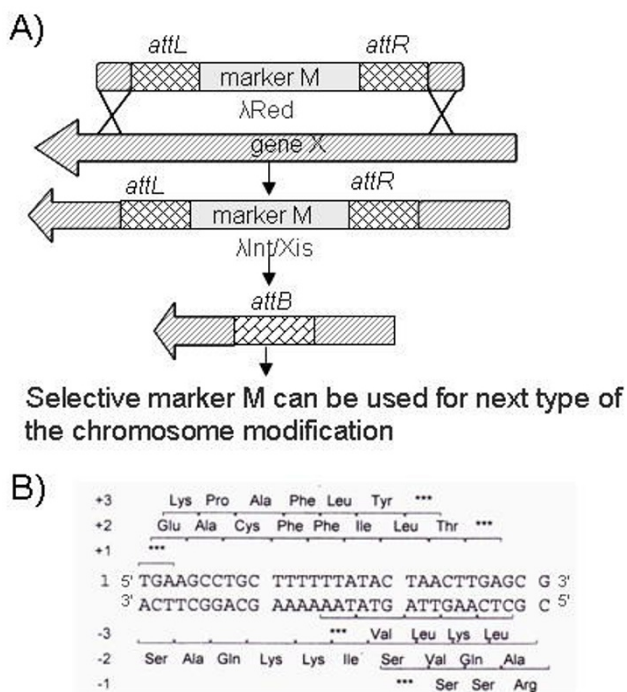 A)
attL attR
marker M
λRed
gene X
attL attR
marker M
λInt/Xis
attB
Selective marker M can be used for next type of
the chromosome modification
B)
+3 Lys Pro Ala Phe Leu Tyr ***
+2 Glu Ala Cys Phe Phe Ile Leu Thr ***
+1 ***
1 5' TGAAGCCTGC TTTTTTATAC TAACTTGAGC G 3'
3' ACTTCGGACG AAAAAATATG ATTGAACTCG C 5'
-3 *** Val Leu Lys Leu
-2 Ser Ala Gln Lys Lys Ile Ser Val Gln Ala
-1 *** Ser Ser Arg